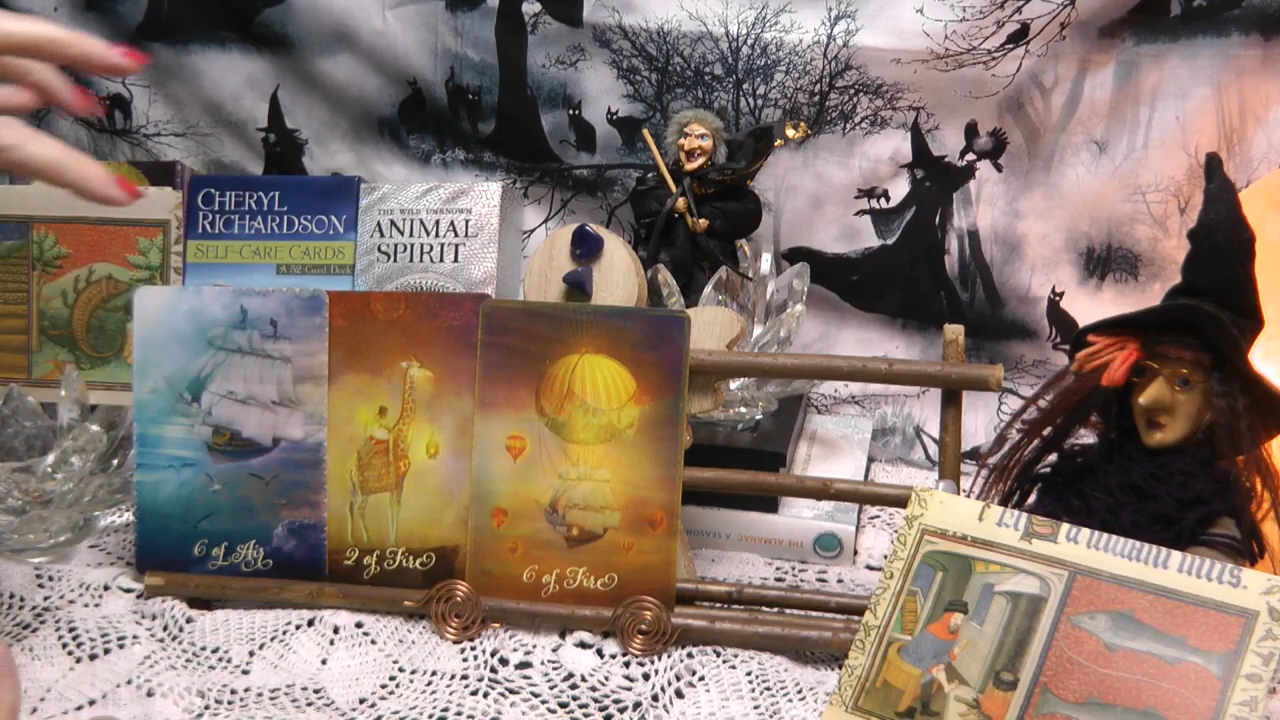 CHERYL
RICHARDSON
SELF-CARE CARDS
A 52-Card Deck
THE WILD UNKNOWN
ANIMAL
SPIRIT
6 of Air
2 of Fire
6 of Fire
THE ALMANAC A SEASON